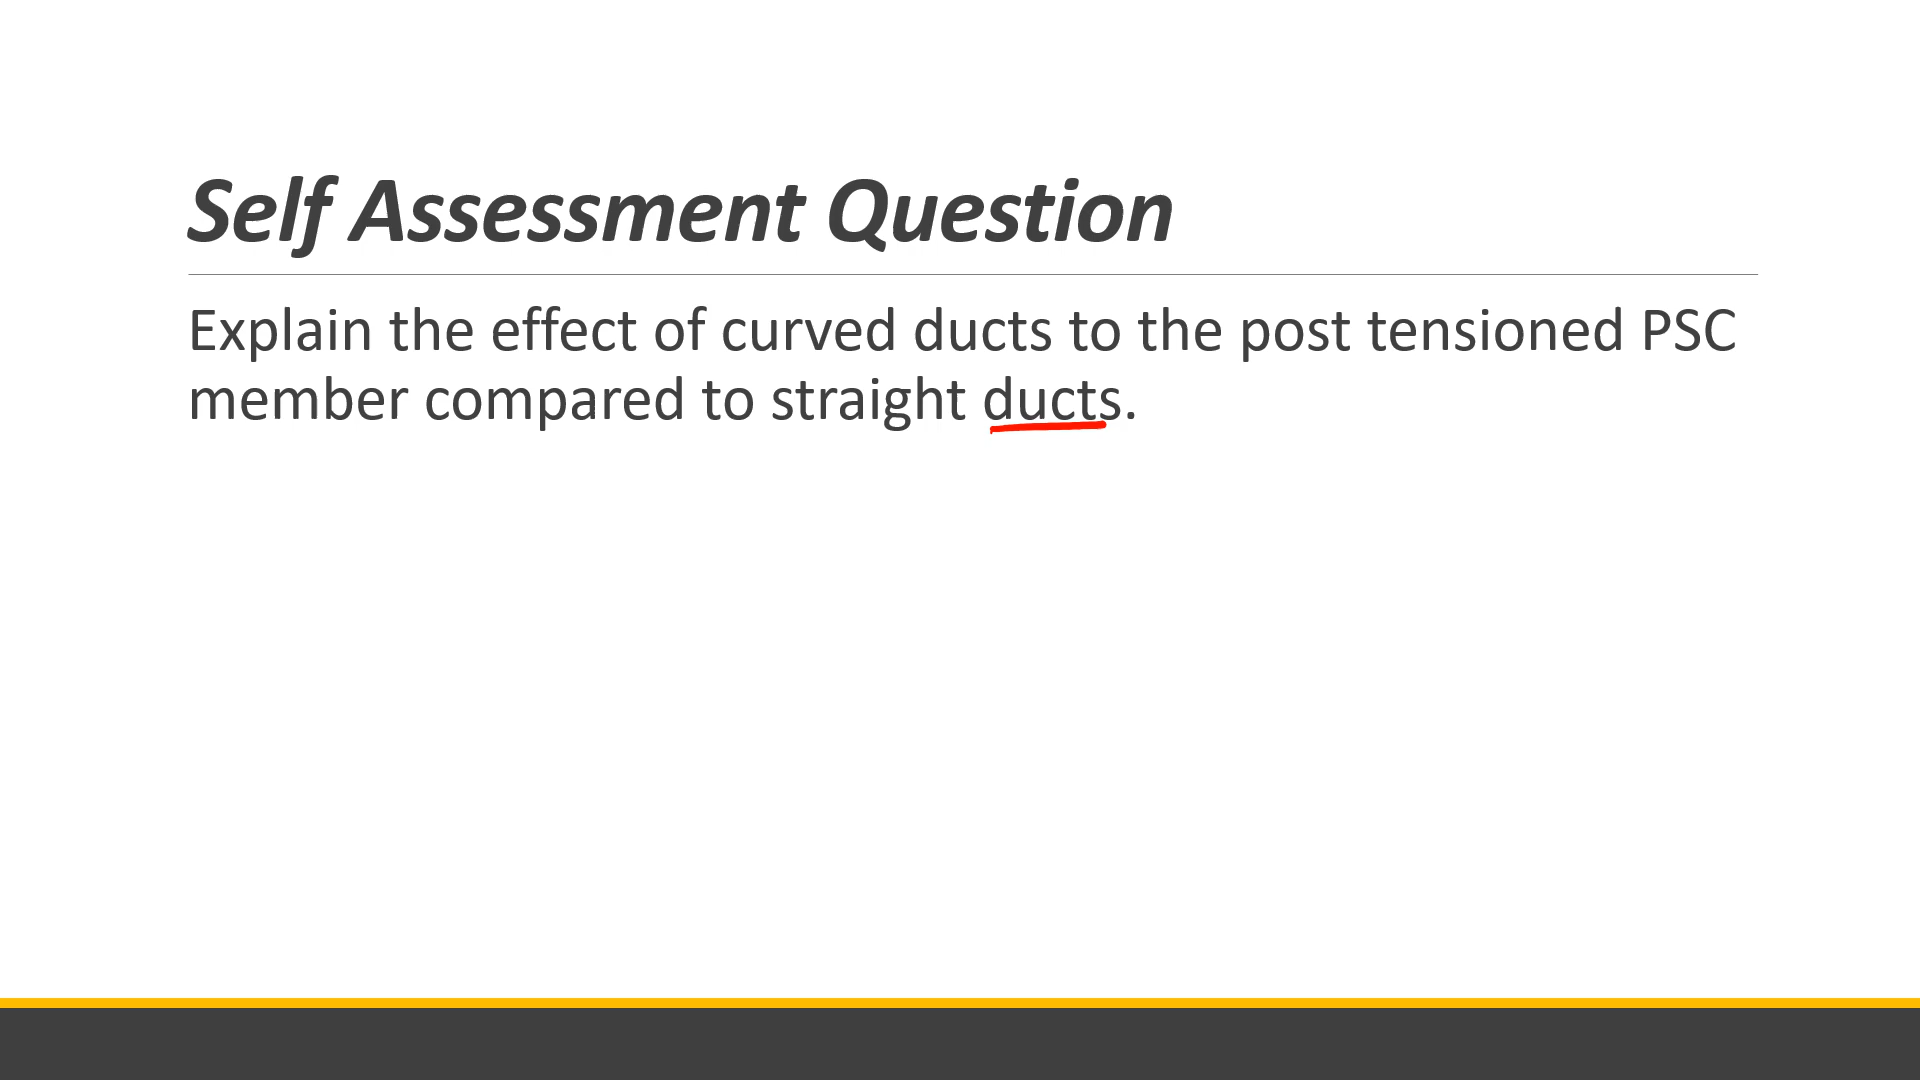 Self Assessment Question
Explain the effect of curved ducts to the post tensioned PSC
member compared to straight ducts.